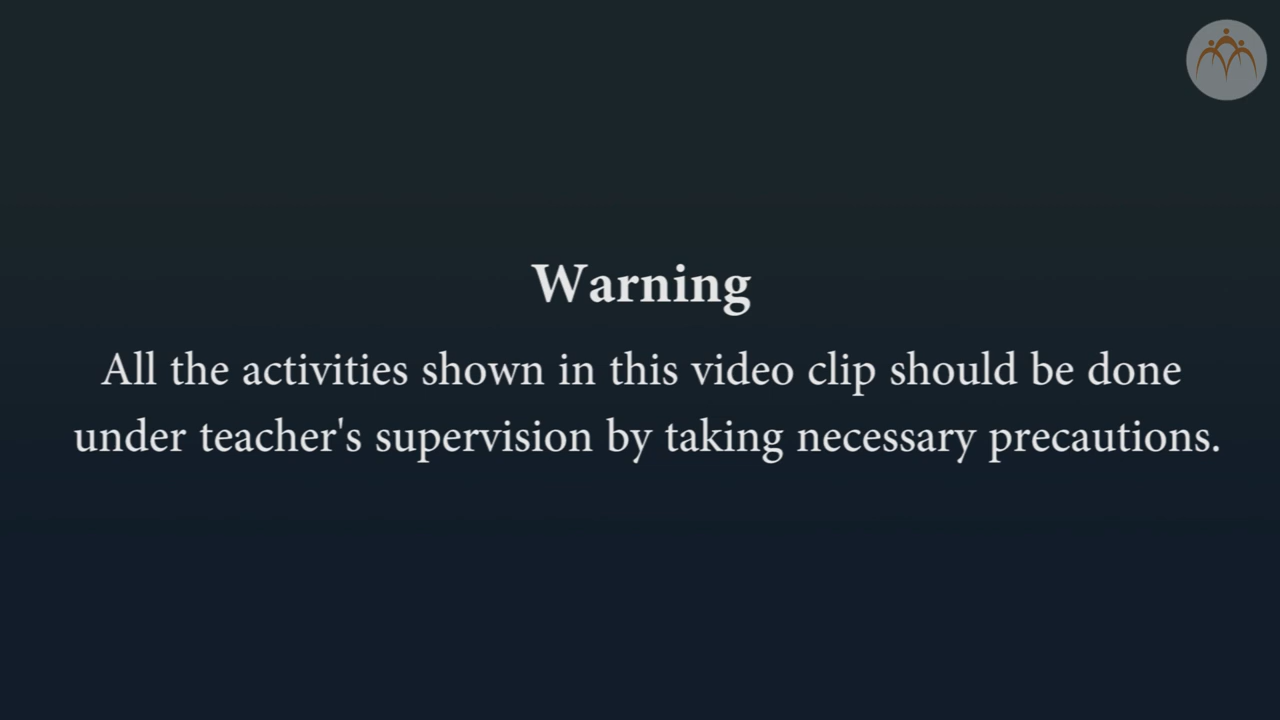 Warning
All the activities shown in this video clip should be done
under teacher's supervision by taking necessary precautions.